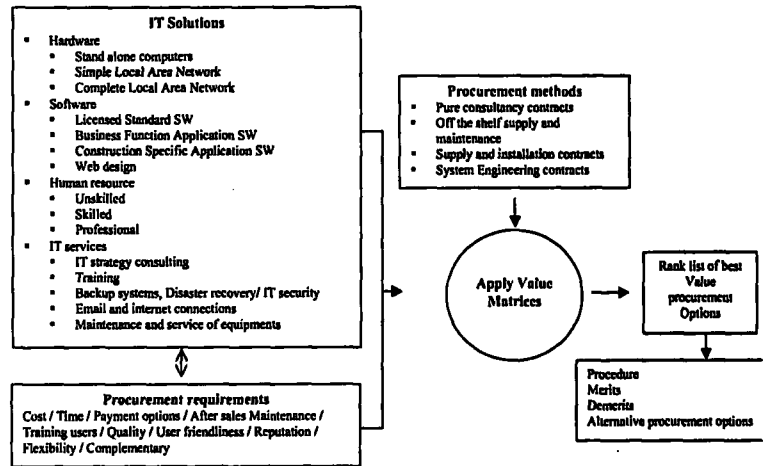 IT Solutions
Hardware
Stand alone computers
Simple Local Area Network
Complete Local Area Network
Software
Licensed Standard SW
Business Function Application SW
Construction Specific Application SW
Web design
Human resource
Unskilled
Skilled
Professional
IT services
IT strategy consulting
Training
Backup systems, Disaster recovery/ IT security
Email and internet connections
Maintenance and service of equipments
Procurement requirements
Cost / Time / Payment options / After sales Maintenance /
Training users / Quality / User friendliness / Reputation /
Flexibility / Complementary
Procurement methods
Pure consultancy contracts
Off the shelf supply and
maintenance
Supply and installation contracts
System Engineering contracts
Apply Value
Matrices
Rank list of best
Value
procurement
Options
Procedure
Merits
Demerits
Alternative procurement options